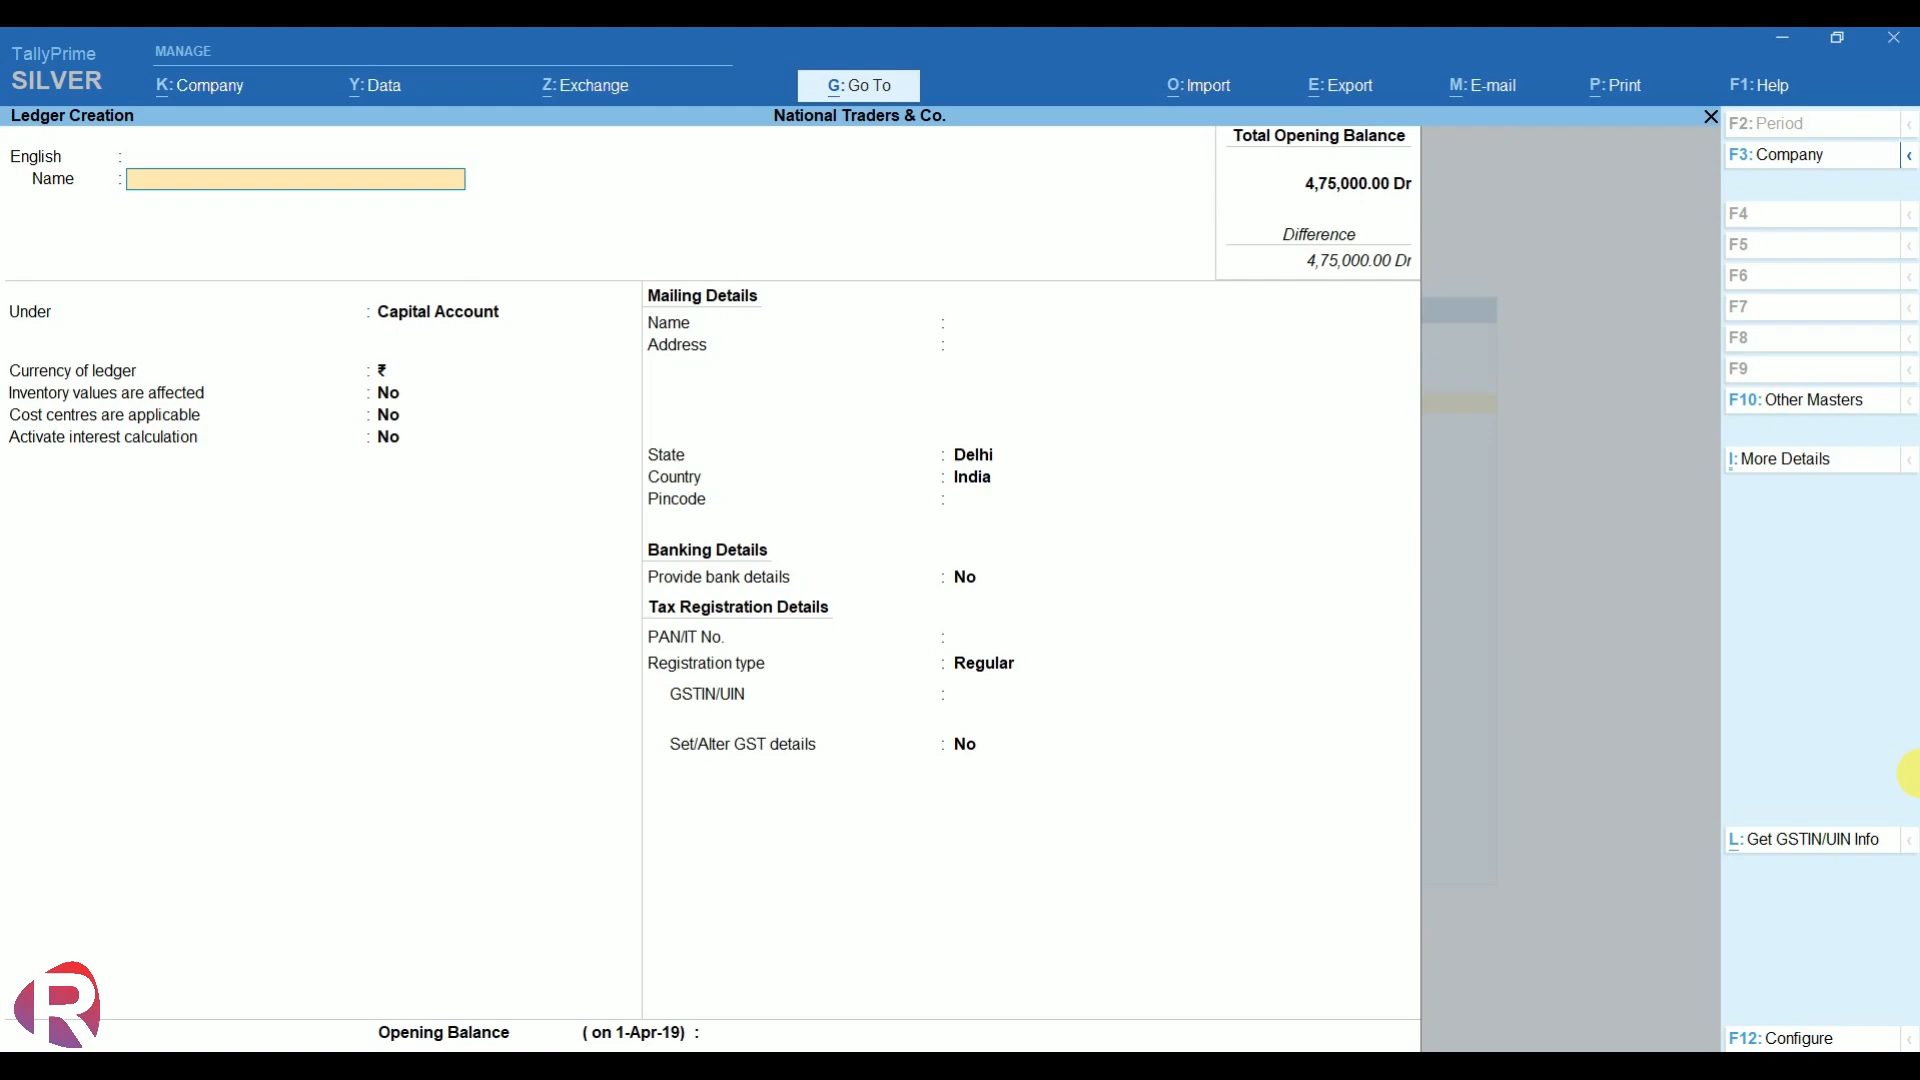 TallyPrime
SILVER
MANAGE
K: Company
Y: Data
Z: Exchange
G: Go To
O: Import
E: Export
M: E-mail
P: Print
F1: Help
Ledger Creation
National Traders & Co.
English :
Name :
Total Opening Balance
4,75,000.00 Dr
Difference
4,75,000.00 Dr
Under : Capital Account
Currency of ledger : ₹
Inventory values are affected : No
Cost centres are applicable : No
Activate interest calculation : No
Mailing Details
Name :
Address :
State : Delhi
Country : India
Pincode :
Banking Details
Provide bank details : No
Tax Registration Details
PAN/IT No. :
Registration type : Regular
GSTIN/UIN :
Set/Alter GST details : No
Opening Balance ( on 1-Apr-19) :
F2: Period
F3: Company
F4
F5
F6
F7
F8
F9
F10: Other Masters
I: More Details
L: Get GSTIN/UIN Info
F12: Configure
R